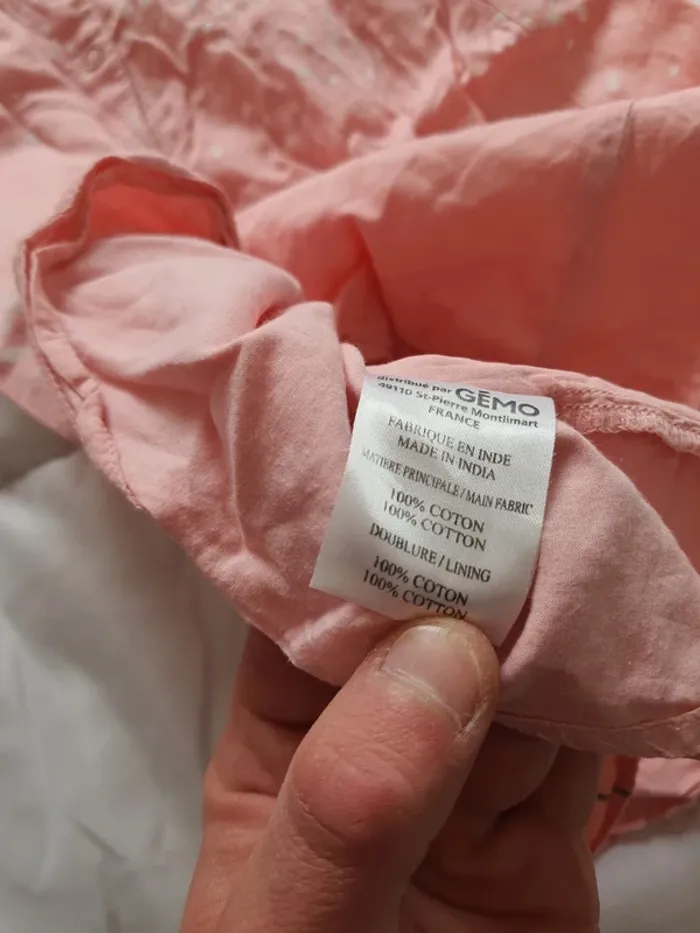 distribué par GĒMO
49110 St-Pierre Montlimart
FRANCE
FABRIQUE EN INDE
MADE IN INDIA
MATIERE PRINCIPALE / MAIN FABRIC
100% COTON
100% COTTON
DOUBLURE / LINING
100% COTON
100% COTTON